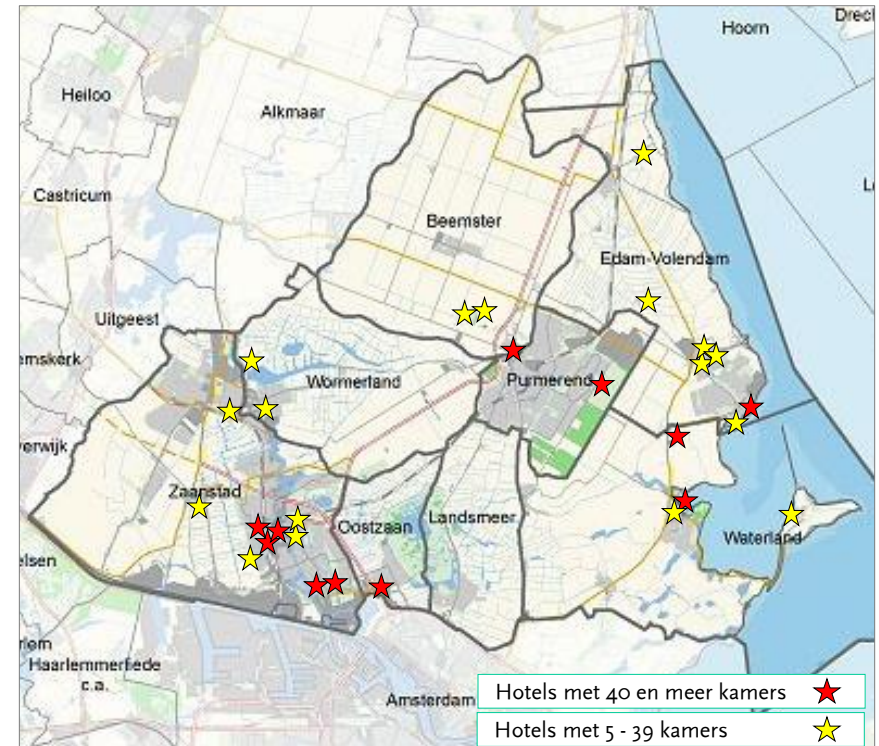 Hoorn
Heiloo
Alkmaar
Castricum
Beemster
Edam-Volendam
Uitgeest
Wormerland
Purmerend
Zaanstad
Oostzaan
Landsmeer
Waterland
Haarlemmerliede
c.a.
Amsterdam
Hotels met 40 en meer kamers
Hotels met 5 - 39 kamers